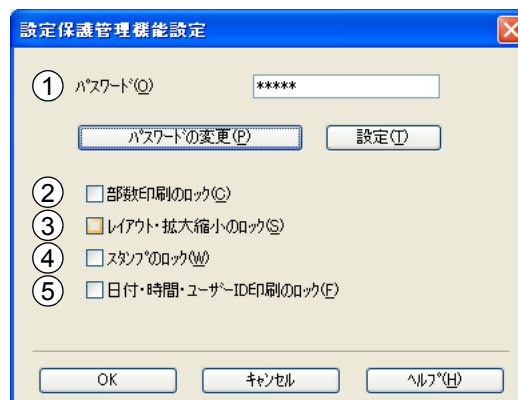 設定保護管理機能設定
① パスワード(O) *****
パスワードの変更(P) 設定(T)
② 部数印刷のロック(C)
③ レイアウト・拡大縮小のロック(S)
④ スタンプのロック(W)
⑤ 日付・時間・ユーザーID印刷のロック(F)
OK キャンセル ヘルプ(H)